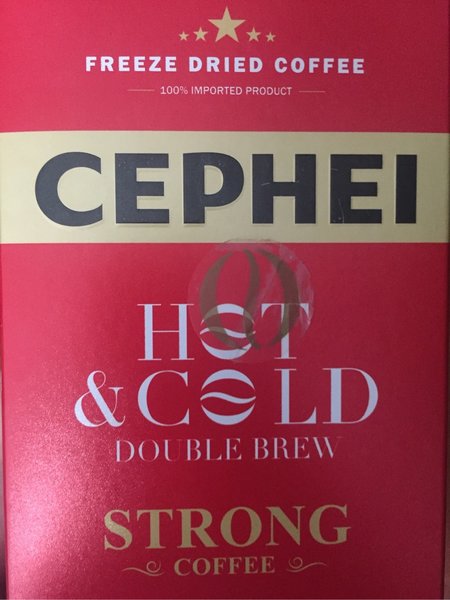 FREEZE DRIED COFFEE
100% IMPORTED PRODUCT
CEPHEI
HOT
& COLD
DOUBLE BREW
STRONG
COFFEE